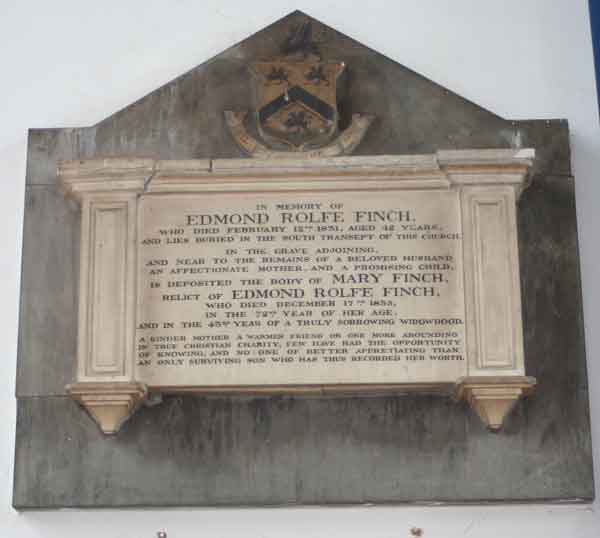 IN MEMORY OF
EDMOND ROLFE FINCH,
WHO DIED FEBRUARY 12TH 1831, AGED 42 YEARS,
AND LIES BURIED IN THE SOUTH TRANSEPT OF THIS CHURCH.
IN THE GRAVE ADJOINING,
AND NEAR TO THE REMAINS OF A BELOVED HUSBAND
AN AFFECTIONATE MOTHER, AND A PROMISING CHILD,
IS DEPOSITED THE BODY OF MARY FINCH,
RELICT OF EDMOND ROLFE FINCH,
WHO DIED DECEMBER 17TH 1853,
IN THE 72ND YEAR OF HER AGE,
AND IN THE 43RD YEAR OF A TRULY SORROWING WIDOWHOOD.
A KINDER MOTHER A WARMER FRIEND OR ONE MORE ABOUNDING
IN TRUE CHRISTIAN CHARITY, FEW HAVE HAD THE OPPORTUNITY
OF KNOWING, AND NO ONE OF BETTER APPRETIATING THAN
AN ONLY SURVIVING SON WHO HAS THUS RECORDED HER WORTH.